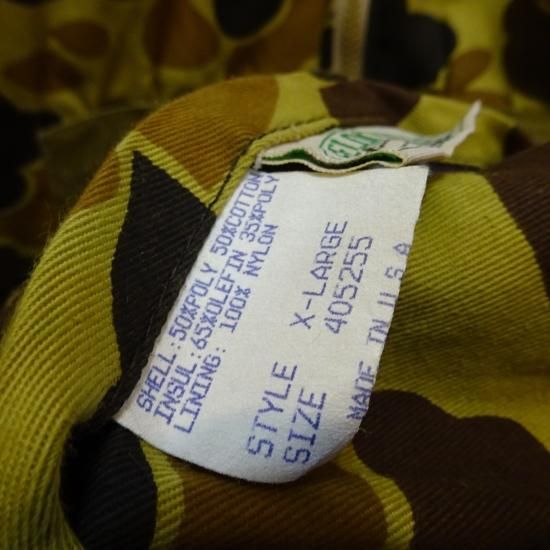 SHELL:50%POLY 50%COTTON
INSUL:65%OLEFIN 35%POLY
LINING: 100% NYLON
STYLE X-LARGE
SIZE 405255
MADE IN U.S.A